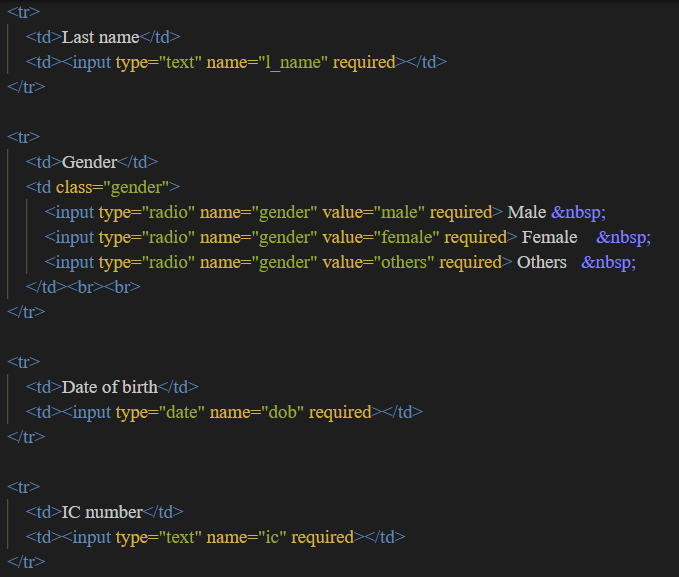 <tr>
<td>Last name</td>
<td><input type="text" name="l_name" required></td>
</tr>
<tr>
<td>Gender</td>
<td class="gender">
<input type="radio" name="gender" value="male" required> Male &nbsp;
<input type="radio" name="gender" value="female" required> Female &nbsp;
<input type="radio" name="gender" value="others" required> Others &nbsp;
</td><br><br>
</tr>
<tr>
<td>Date of birth</td>
<td><input type="date" name="dob" required></td>
</tr>
<tr>
<td>IC number</td>
<td><input type="text" name="ic" required></td>
</tr>